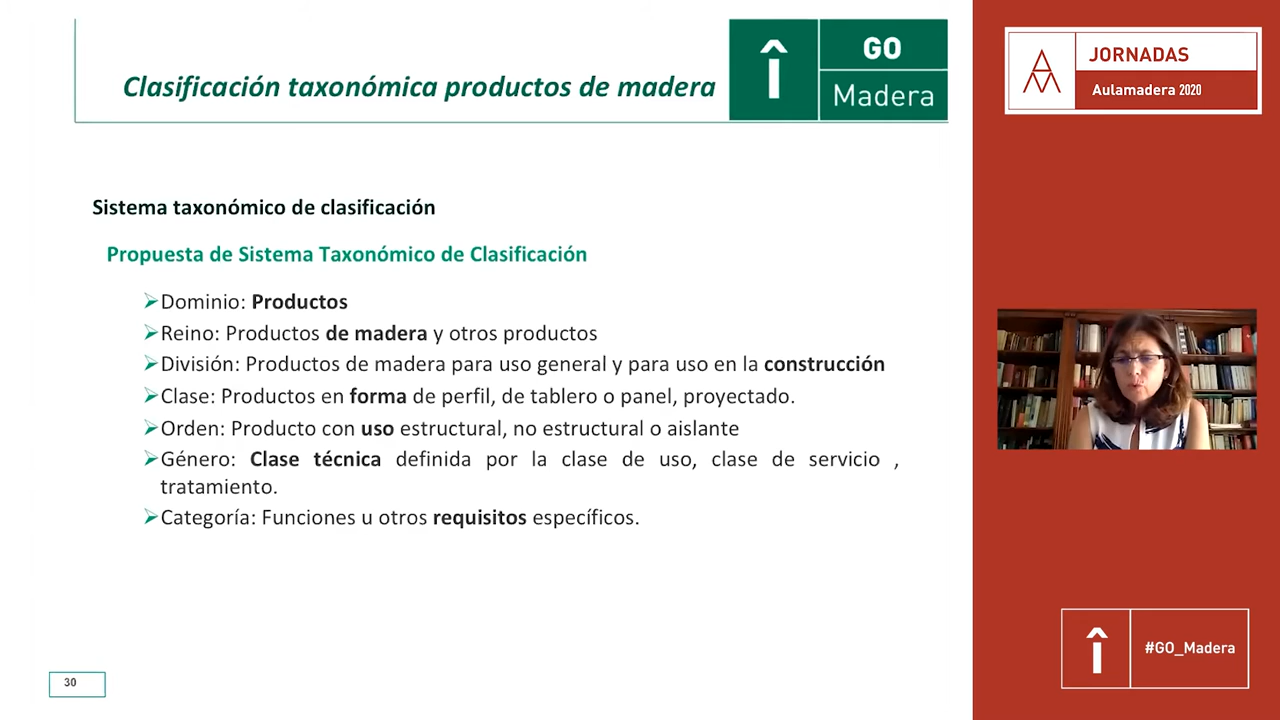 Clasificación taxonómica productos de madera
GO
Madera
JORNADAS
Aulamadera 2020
Sistema taxonómico de clasificación
Propuesta de Sistema Taxonómico de Clasificación
Dominio: Productos
Reino: Productos de madera y otros productos
División: Productos de madera para uso general y para uso en la construcción
Clase: Productos en forma de perfil, de tablero o panel, proyectado.
Orden: Producto con uso estructural, no estructural o aislante
Género: Clase técnica definida por la clase de uso, clase de servicio ,
tratamiento.
Categoría: Funciones u otros requisitos específicos.
#GO_Madera
30